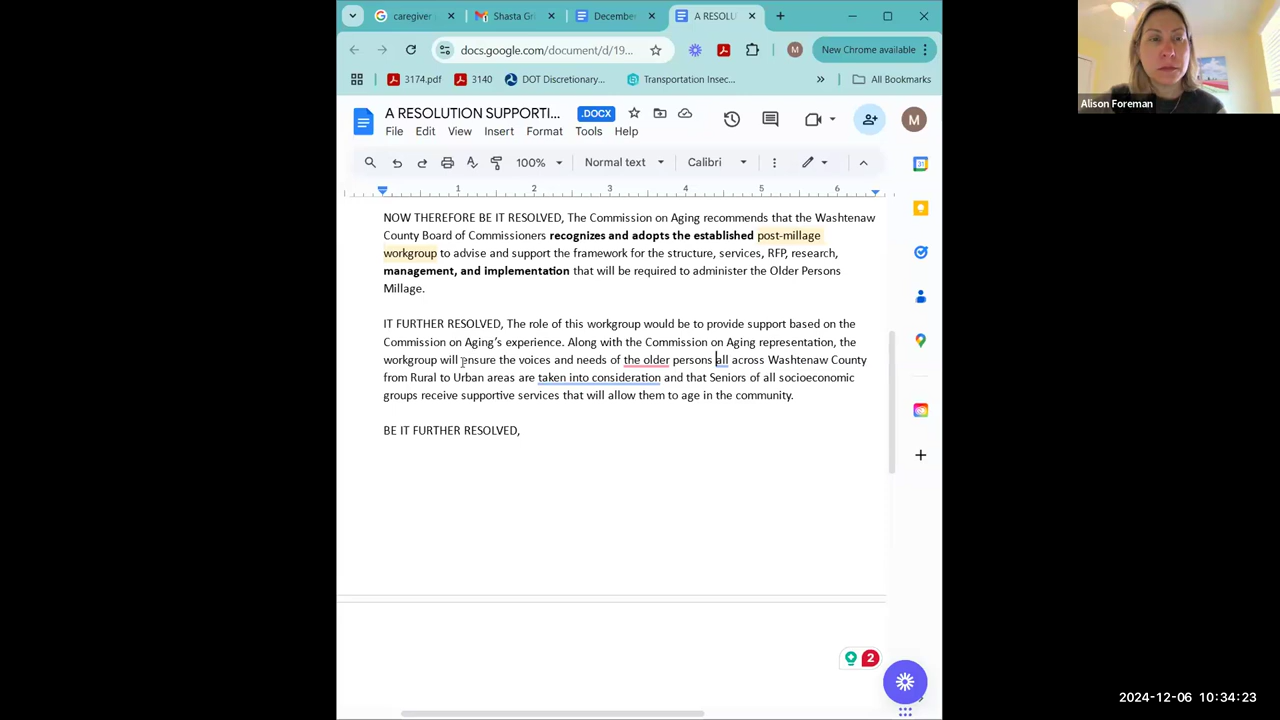 caregiver
Shasta Gr
December
A RESOLU
docs.google.com/document/d/19...
M
New Chrome available
3174.pdf
3140
DOT Discretionary...
Transportation Insec...
»
All Bookmarks
A RESOLUTION SUPPORTI...
.DOCX
File Edit View Insert Format Tools Help
M
100%
Normal text
Calibri
1 2 3 4 5 6
NOW THEREFORE BE IT RESOLVED, The Commission on Aging recommends that the Washtenaw
County Board of Commissioners recognizes and adopts the established post-millage
workgroup to advise and support the framework for the structure, services, RFP, research,
management, and implementation that will be required to administer the Older Persons
Millage.
IT FURTHER RESOLVED, The role of this workgroup would be to provide support based on the
Commission on Aging’s experience. Along with the Commission on Aging representation, the
workgroup will ensure the voices and needs of the older persons all across Washtenaw County
from Rural to Urban areas are taken into consideration and that Seniors of all socioeconomic
groups receive supportive services that will allow them to age in the community.
BE IT FURTHER RESOLVED,
2
Alison Foreman
2024-12-06 10:34:23